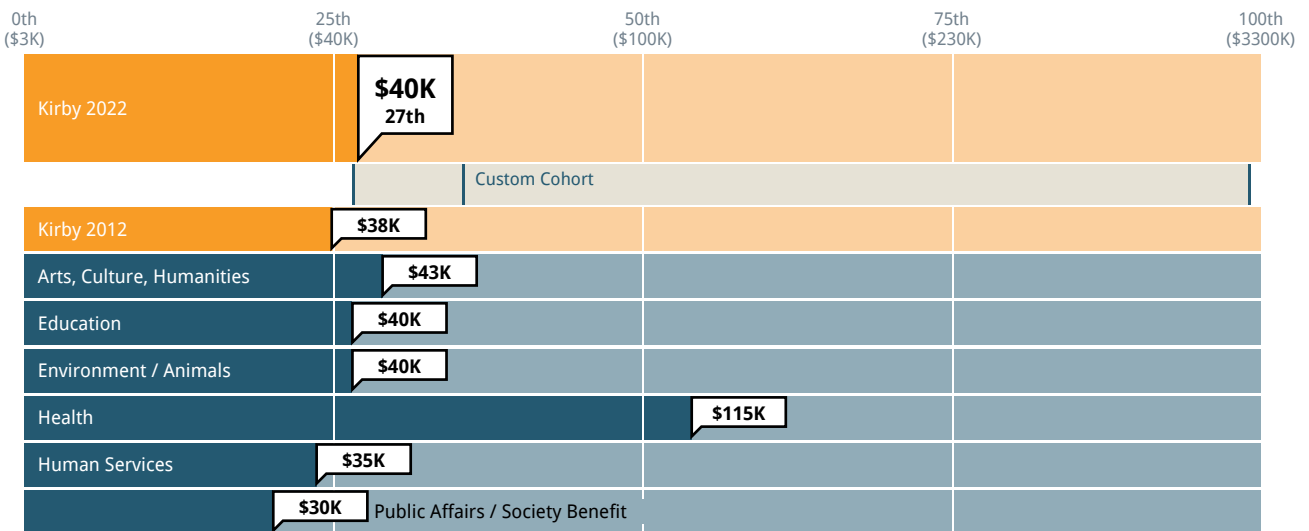 0th 25th 50th 75th 100th
($3K) ($40K) ($100K) ($230K) ($3300K)
Kirby 2022 $40K
27th
Custom Cohort
Kirby 2012 $38K
Arts, Culture, Humanities $43K
Education $40K
Environment / Animals $40K
Health $115K
Human Services $35K
$30K Public Affairs / Society Benefit